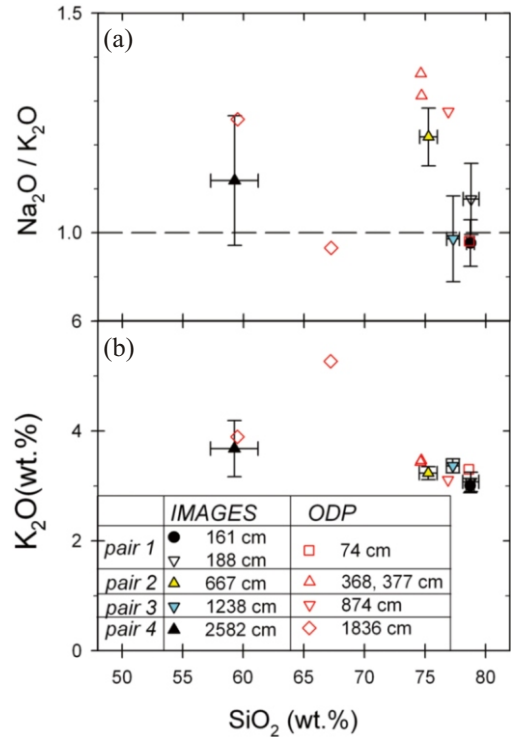 1.5
(a)
Na2O / K2O
1.0
6
(b)
K2O(wt.%)
4
2
0
IMAGES ODP
pair 1 161 cm 188 cm 74 cm
pair 2 667 cm 368, 377 cm
pair 3 1238 cm 874 cm
pair 4 2582 cm 1836 cm
50 55 60 65 70 75 80
SiO2 (wt.%)